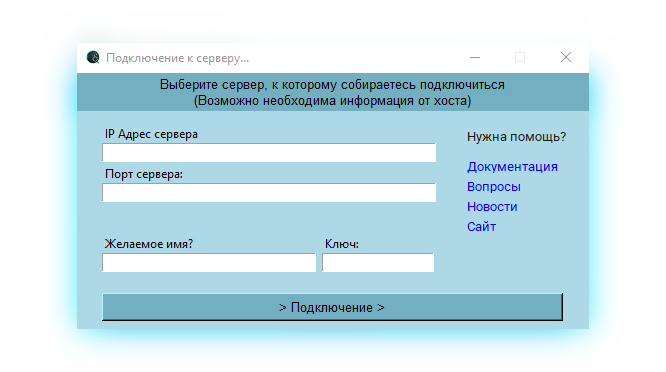 Подключение к серверу...
Выберите сервер, к которому собираетесь подключиться
(Возможно необходима информация от хоста)
IP Адрес сервера
Нужна помощь?
Порт сервера:
Документация
Вопросы
Новости
Сайт
Желаемое имя? Ключ:
> Подключение >